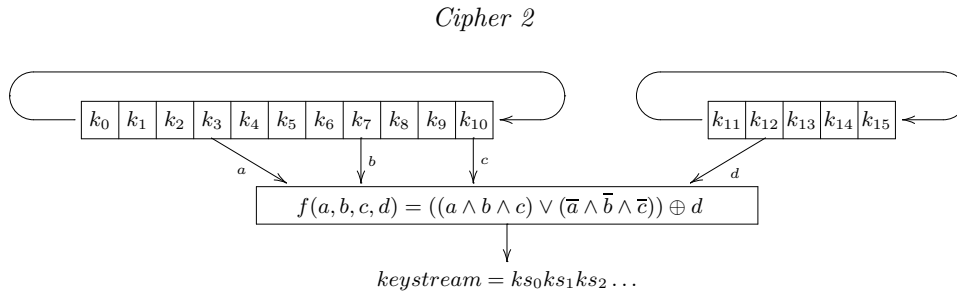 Cipher 2
k₀ k₁ k₂ k₃ k₄ k₅ k₆ k₇ k₈ k₉ k₁₀ k₁₁ k₁₂ k₁₃ k₁₄ k₁₅
a b c d
f(a, b, c, d) = ((a ∧ b ∧ c) ∨ (a̅ ∧ b̅ ∧ c̅)) ⊕ d
keystream = ks₀ks₁ks₂ . . .